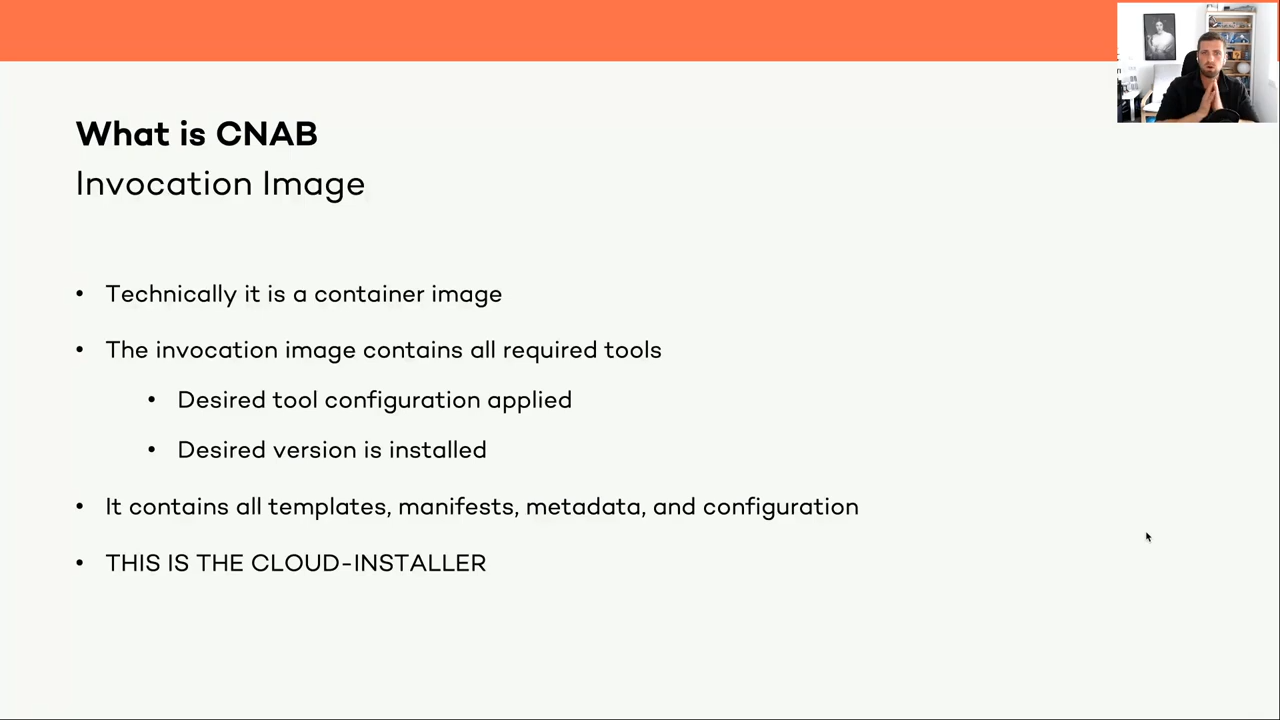 What is CNAB
Invocation Image
• Technically it is a container image
• The invocation image contains all required tools
• Desired tool configuration applied
• Desired version is installed
• It contains all templates, manifests, metadata, and configuration
• THIS IS THE CLOUD-INSTALLER